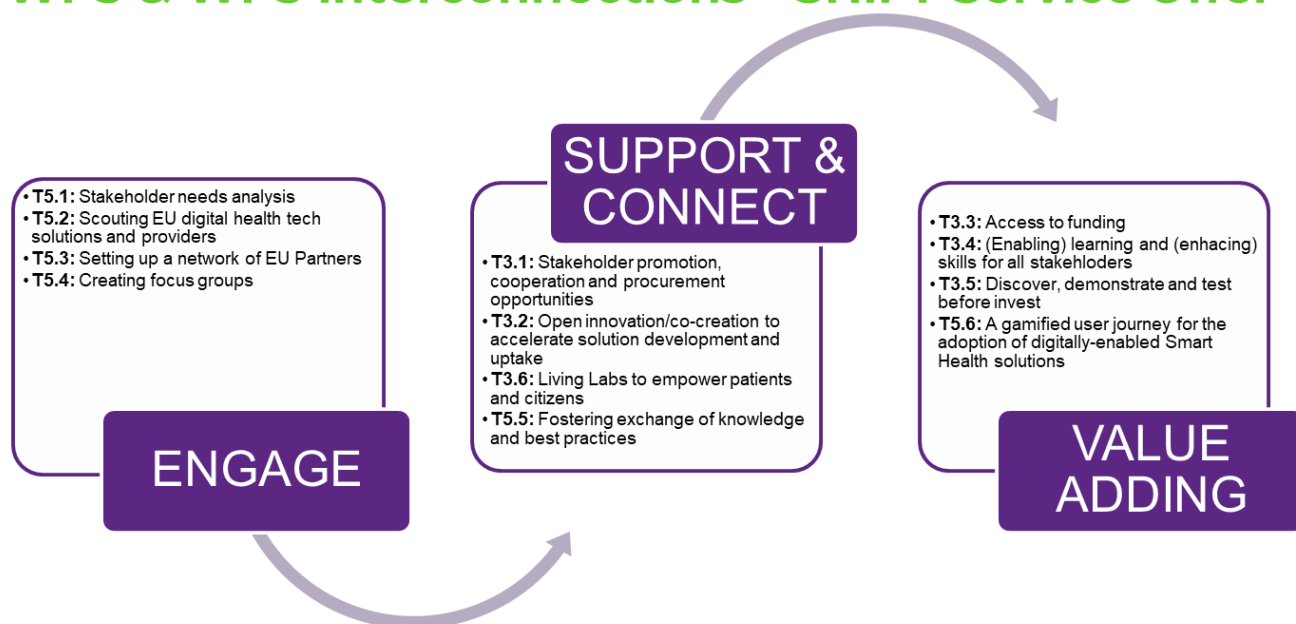 Interconnections Service Offer
• T5.1: Stakeholder needs analysis
• T5.2: Scouting EU digital health tech
solutions and providers
• T5.3: Setting up a network of EU Partners
• T5.4: Creating focus groups
ENGAGE
SUPPORT &
CONNECT
• T3.1: Stakeholder promotion,
cooperation and procurement
opportunities
• T3.2: Open innovation/co-creation to
accelerate solution development and
uptake
• T3.6: Living Labs to empower patients
and citizens
• T5.5: Fostering exchange of knowledge
and best practices
• T3.3: Access to funding
• T3.4: (Enabling) learning and (enhacing)
skills for all stakehloders
• T3.5: Discover, demonstrate and test
before invest
• T5.6: A gamified user journey for the
adoption of digitally-enabled Smart
Health solutions
VALUE
ADDING